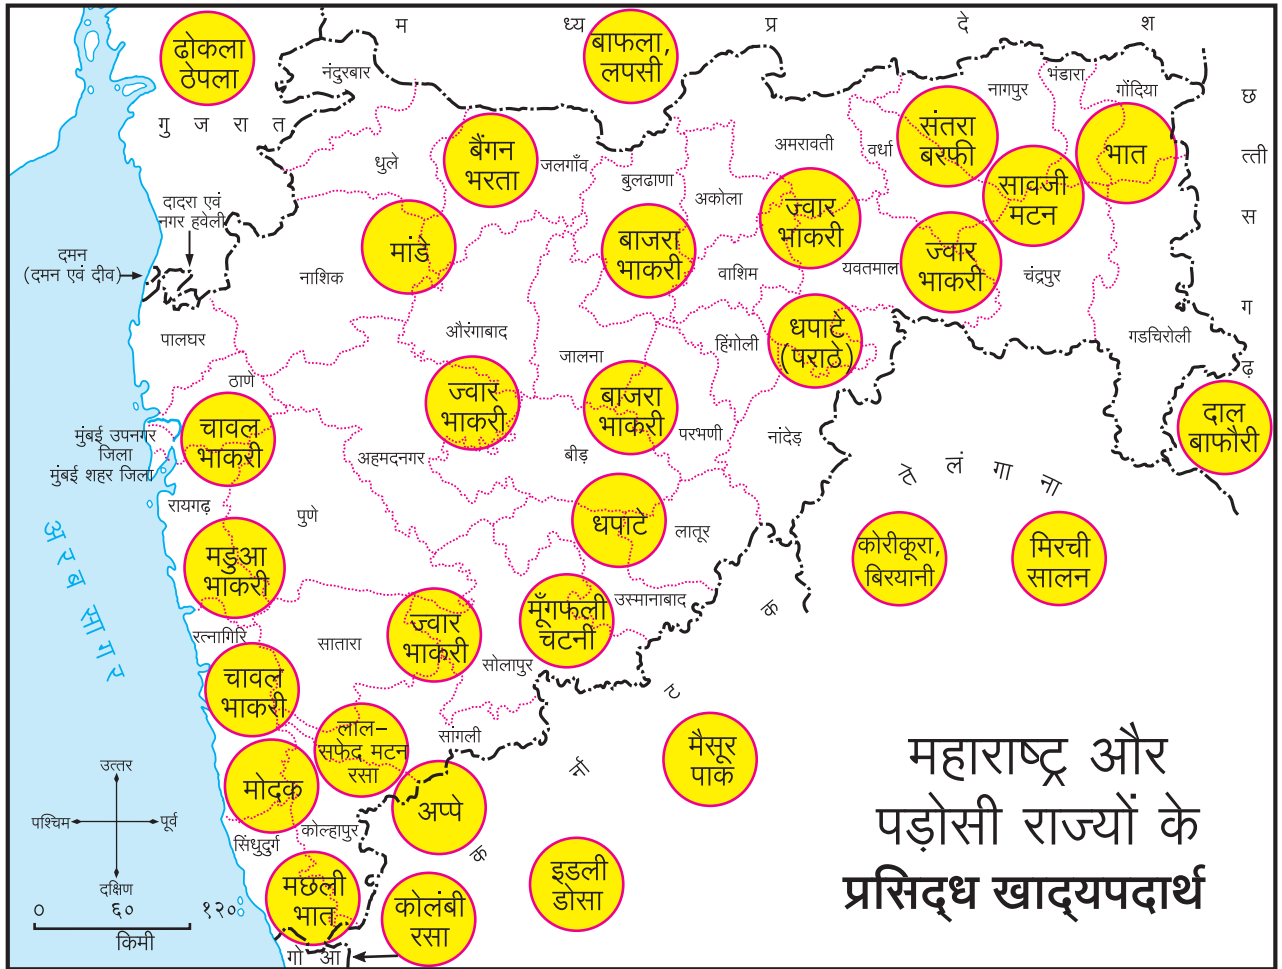 म ध्य प्र दे श
ढोकला
ठेपला
बाफला,
लपसी
नंदुरबार
भंडारा
नागपुर
गोंदिया
छ
त्ती
स
ग
ढ़
गु ज रा त
धुले
बैंगन
भरता
जलगाँव
बुलढाणा
अमरावती
वर्धा
संतरा
बरफी
भात
सावजी
मटन
अकोला
दादरा एवं
नगर हवेली
दमन
(दमन एवं दीव)
मांडे
बाजरा
भाकरी
ज्वार
भाकरी
ज्वार
भाकरी
नाशिक
वाशिम
यवतमाल
चंद्रपुर
पालघर
औरंगाबाद
जालना
हिंगोली
धपाटे
(पराठे)
गडचिरोली
ठाणे
ज्वार
भाकरी
बाजरा
भाकरी
दाल
बाफौरी
चावल
भाकरी
मुंबई उपनगर
जिला
मुंबई शहर जिला
अहमदनगर
बीड़
परभणी
नांदेड़
ते लं गा ना
रायगढ़
पुणे
धपाटे
लातूर
अरब सागर
मडुआ
भाकरी
कोरीकूरा,
बिरयानी
मिरची
सालन
रत्नागिरि
सातारा
ज्वार
भाकरी
मूँगफली
चटनी
उस्मानाबाद
सोलापुर
क र्ना ट क
चावल
भाकरी
लाल–
सफेद मटन
रसा
सांगली
मैसूर
पाक
महाराष्ट्र और
पड़ोसी राज्यों के
प्रसिद्ध खाद्यपदार्थ
उत्तर
पश्चिम
पूर्व
दक्षिण
मोदक
अप्पे
कोल्हापुर
सिंधुदुर्ग
इडली
डोसा
मछली
भात
कोलंबी
रसा
० ६० १२०
किमी
गो आ